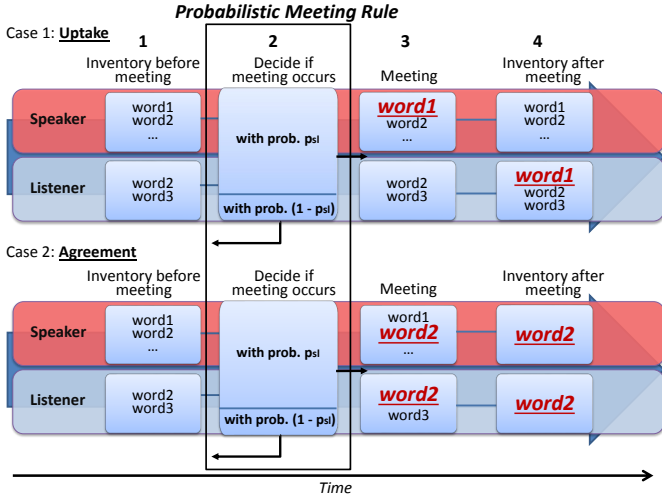 Probabilistic Meeting Rule
Case 1: Uptake
1 2 3 4
Inventory before meeting
Decide if meeting occurs
Meeting
Inventory after meeting
Speaker
word1
word2
...
with prob. psl
word1
word2
...
word1
word2
...
Listener
word2
word3
with prob. (1 - psl)
word2
word3
word1
word2
word3
Case 2: Agreement
Inventory before meeting
Decide if meeting occurs
Meeting
Inventory after meeting
Speaker
word1
word2
...
with prob. psl
word1
word2
...
word2
Listener
word2
word3
with prob. (1 - psl)
word2
word3
word2
Time